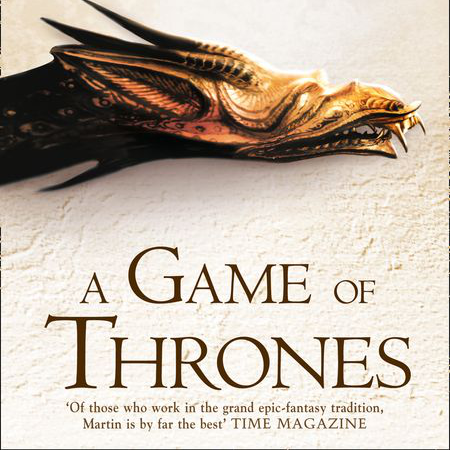 A GAME OF
THRONES
‘Of those who work in the grand epic-fantasy tradition,
Martin is by far the best’ TIME MAGAZINE